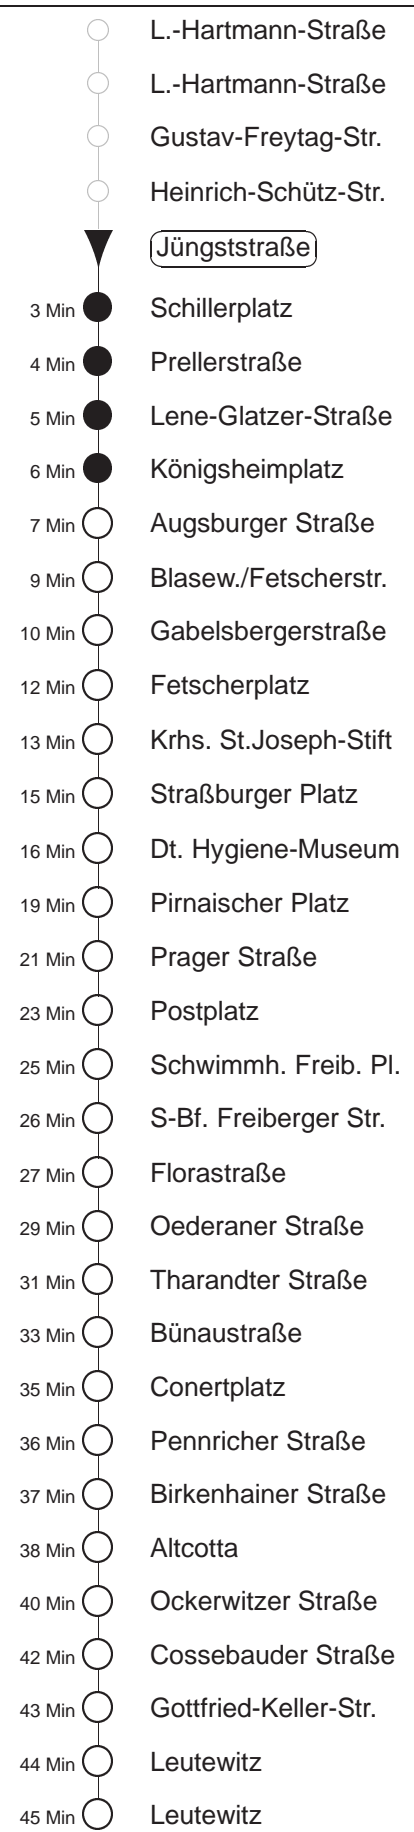 L.-Hartmann-Straße
L.-Hartmann-Straße
Gustav-Freytag-Str.
Heinrich-Schütz-Str.
Jüngststraße
3 Min Schillerplatz
4 Min Prellerstraße
5 Min Lene-Glatzer-Straße
6 Min Königsheimplatz
7 Min Augsburger Straße
9 Min Blasew./Fetscherstr.
10 Min Gabelsbergerstraße
12 Min Fetscherplatz
13 Min Krhs. St.Joseph-Stift
15 Min Straßburger Platz
16 Min Dt. Hygiene-Museum
19 Min Pirnaischer Platz
21 Min Prager Straße
23 Min Postplatz
25 Min Schwimmh. Freib. Pl.
26 Min S-Bf. Freiberger Str.
27 Min Florastraße
29 Min Oederaner Straße
31 Min Tharandter Straße
33 Min Bünaustraße
35 Min Conertplatz
36 Min Pennricher Straße
37 Min Birkenhainer Straße
38 Min Altcotta
40 Min Ockerwitzer Straße
42 Min Cossebauder Straße
43 Min Gottfried-Keller-Str.
44 Min Leutewitz
45 Min Leutewitz